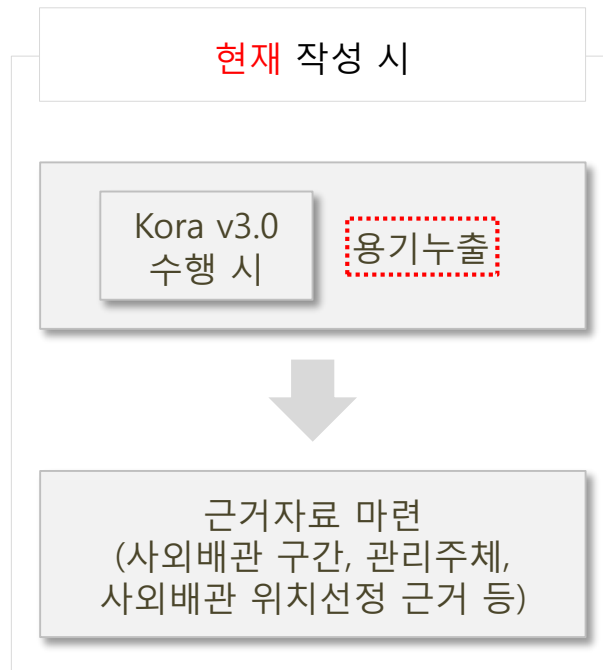 현재 작성 시
Kora v3.0
수행 시
용기누출
근거자료 마련
(사외배관 구간, 관리주체,
사외배관 위치선정 근거 등)